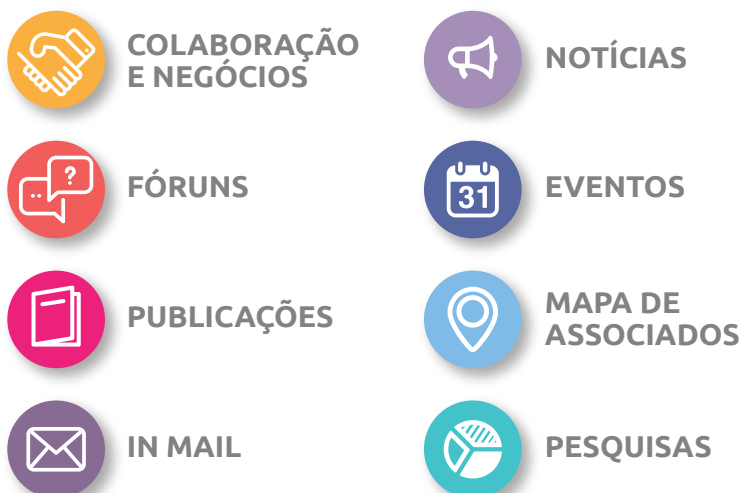 COLABORAÇÃO
E NEGÓCIOS
NOTÍCIAS
?
FÓRUNS
31
EVENTOS
PUBLICAÇÕES
MAPA DE
ASSOCIADOS
IN MAIL
PESQUISAS